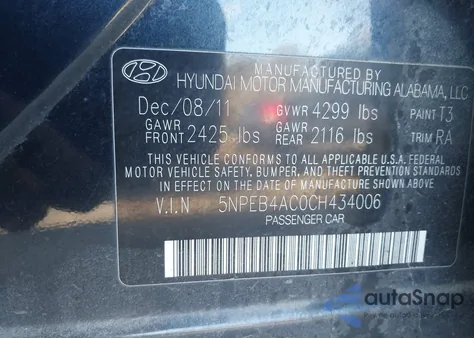 MANUFACTURED BY
HYUNDAI MOTOR MANUFACTURING ALABAMA, LLC
Dec/08/11 GVWR 4299 lbs PAINT T3
GAWR FRONT 2425 lbs GAWR REAR 2116 lbs TRIM RA
THIS VEHICLE CONFORMS TO ALL APPLICABLE U.S.A. FEDERAL
MOTOR VEHICLE SAFETY, BUMPER, AND THEFT PREVENTION
STANDARDS IN EFFECT ON THE DATE OF MANUFACTURE SHOWN ABOVE.
V.I.N 5NPEB4AC0CH434006
PASSENGER CAR
autoSnap